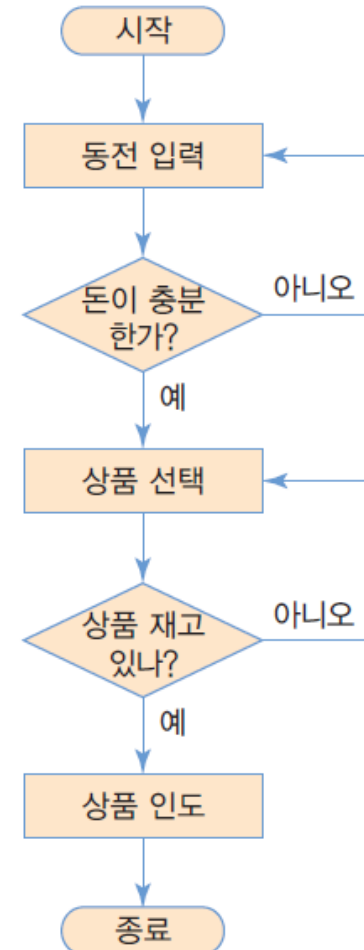 시작
동전 입력
돈이 충분
한가?
아니오
예
상품 선택
상품 재고
있나?
아니오
예
상품 인도
종료